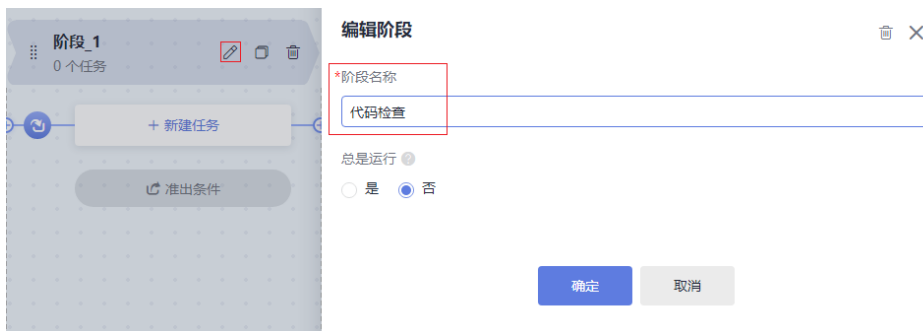 阶段_1
0 个任务
+ 新建任务
准出条件
编辑阶段
*阶段名称
代码检查
总是运行 ?
是 否
确定 取消